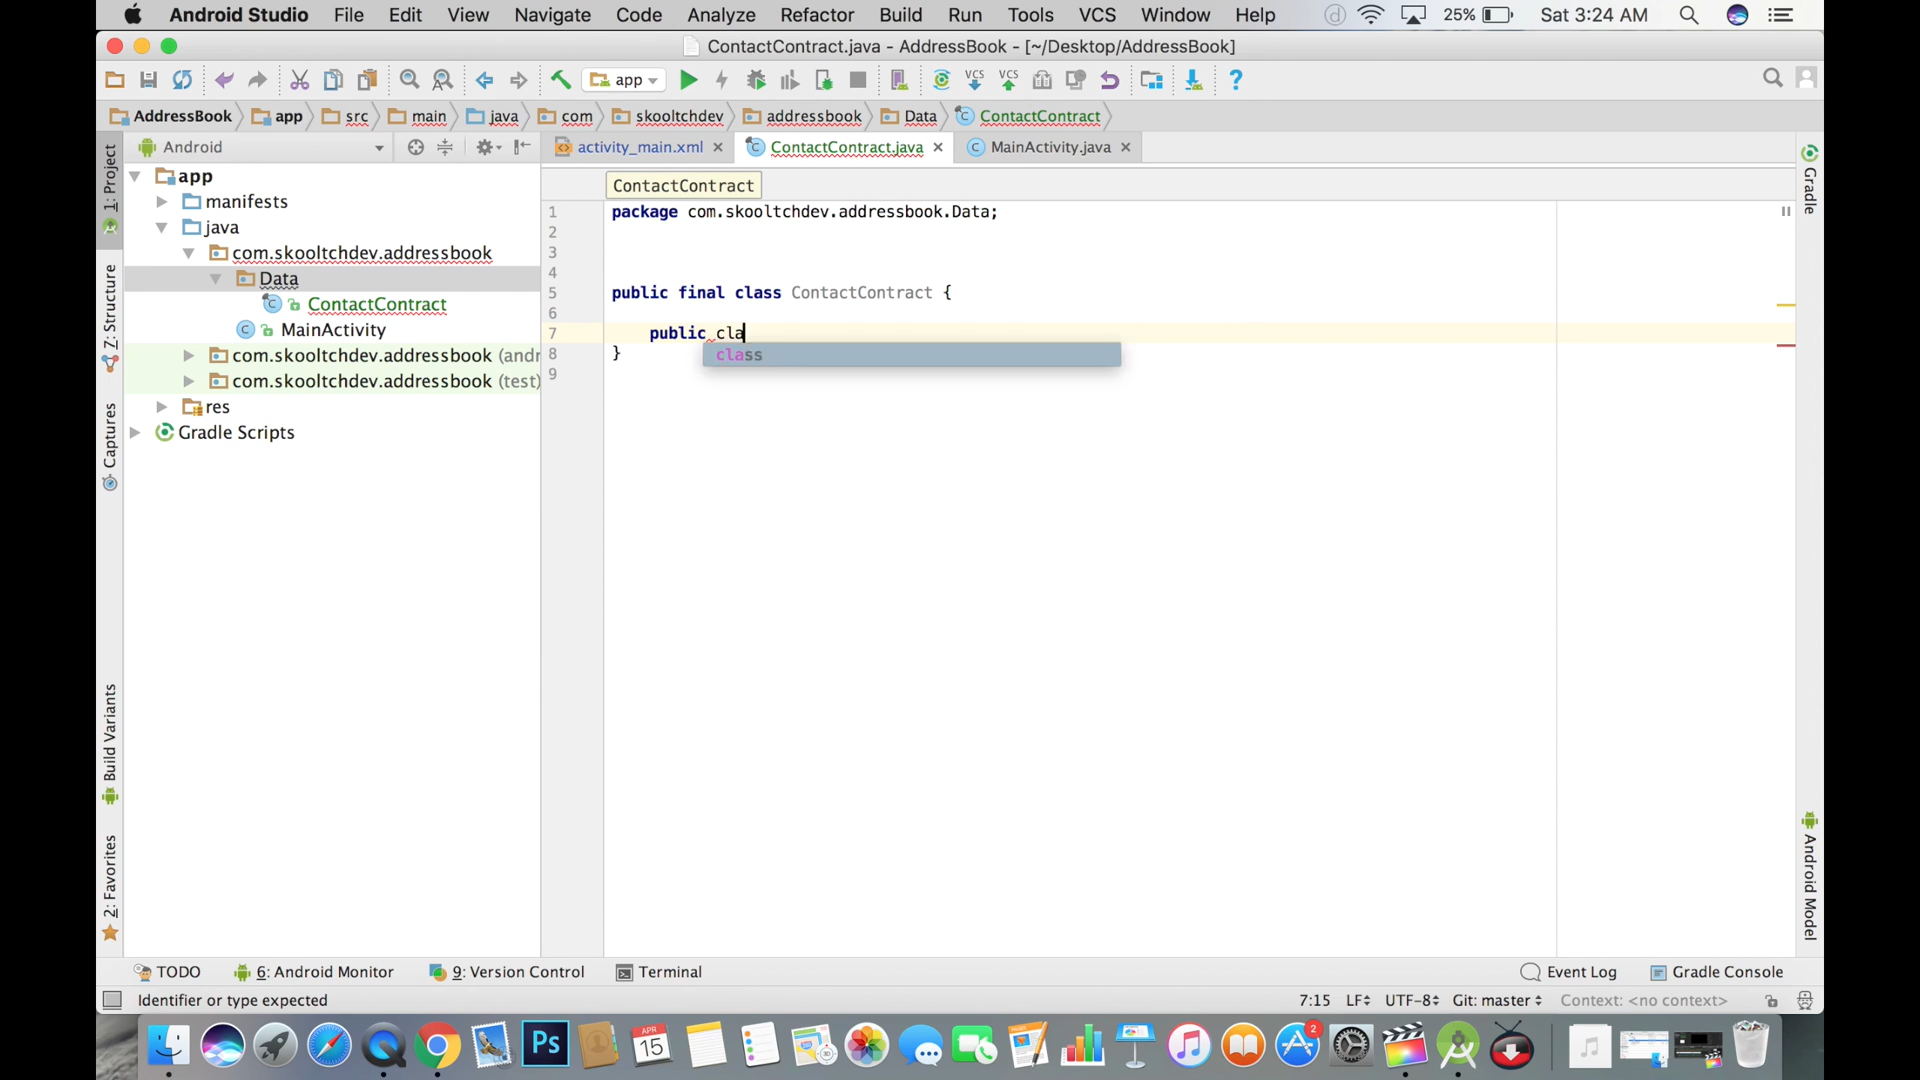 Android Studio File Edit View Navigate Code Analyze Refactor Build Run Tools VCS Window Help 25% Sat 3:24 AM
ContactContract.java - AddressBook - [~/Desktop/AddressBook]
app VCS VCS ?
AddressBook app src main java com skooltchdev addressbook Data ContactContract
Android activity_main.xml ContactContract.java MainActivity.java
1: Project
Z: Structure
Captures
Build Variants
2: Favorites
app
manifests
java
com.skooltchdev.addressbook
Data
ContactContract
MainActivity
com.skooltchdev.addressbook (andr
com.skooltchdev.addressbook (test)
res
Gradle Scripts
ContactContract
1 package com.skooltchdev.addressbook.Data;
2
3
4
5 public final class ContactContract {
6
7 public cla
class
8 }
9
Gradle
Android Model
TODO 6: Android Monitor 9: Version Control Terminal Event Log Gradle Console
Identifier or type expected 7:15 LF UTF-8 Git: master Context: <no context>
Ps APR 15 2